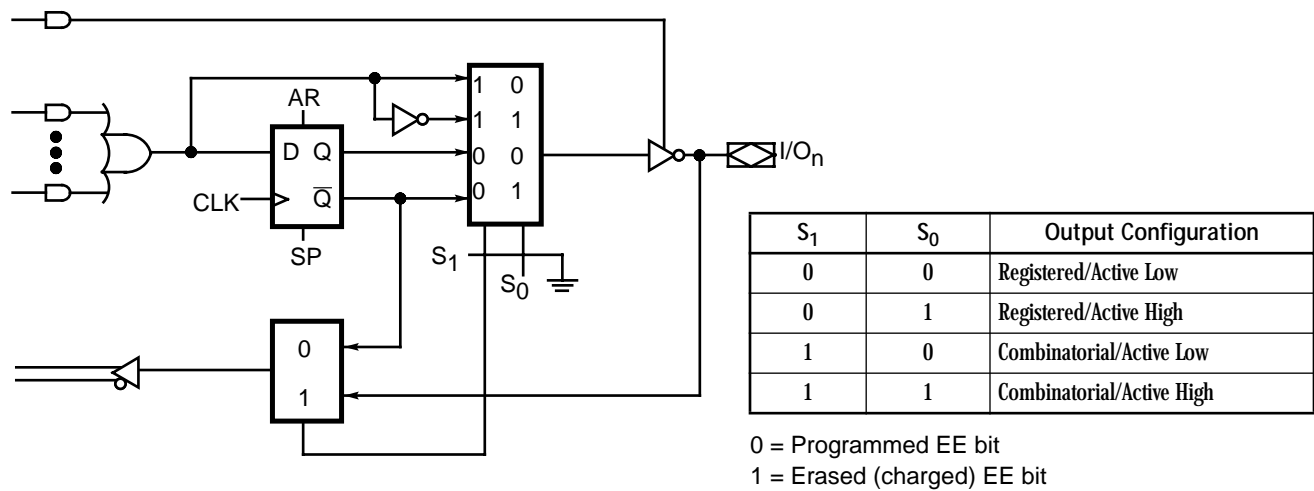 AR
1 0
1 1
D Q
0 0
I/Oₙ
CLK
Q̅
0 1
SP
S₁
S₀
0
1
S₁ S₀ Output Configuration
0 0 Registered/Active Low
0 1 Registered/Active High
1 0 Combinatorial/Active Low
1 1 Combinatorial/Active High
0 = Programmed EE bit
1 = Erased (charged) EE bit